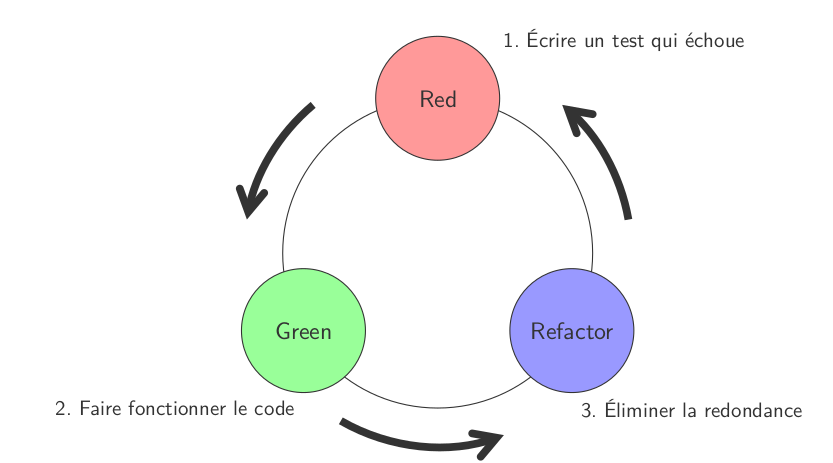 1. Écrire un test qui échoue
Red
Green
Refactor
2. Faire fonctionner le code
3. Éliminer la redondance